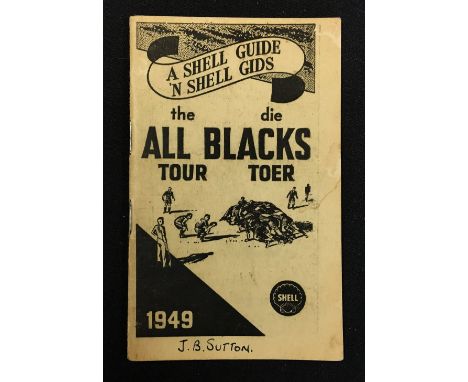 A SHELL GUIDE
'N SHELL GIDS
the die
ALL BLACKS
TOUR TOER
SHELL
1949
J.B. SUTTON.